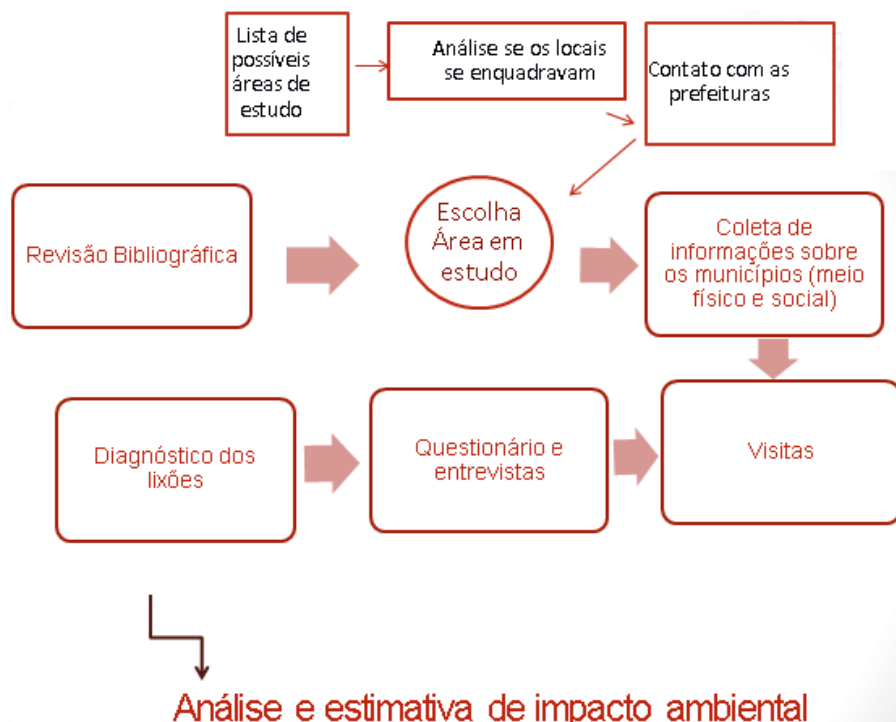 Lista de
possíveis
áreas de
estudo
Análise se os locais
se enquadravam
Contato com as
prefeituras
Revisão Bibliográfica
Escolha
Área em
estudo
Coleta de
informações sobre
os municípios (meio
físico e social)
Diagnóstico dos
lixões
Questionário e
entrevistas
Visitas
Análise e estimativa de impacto ambiental